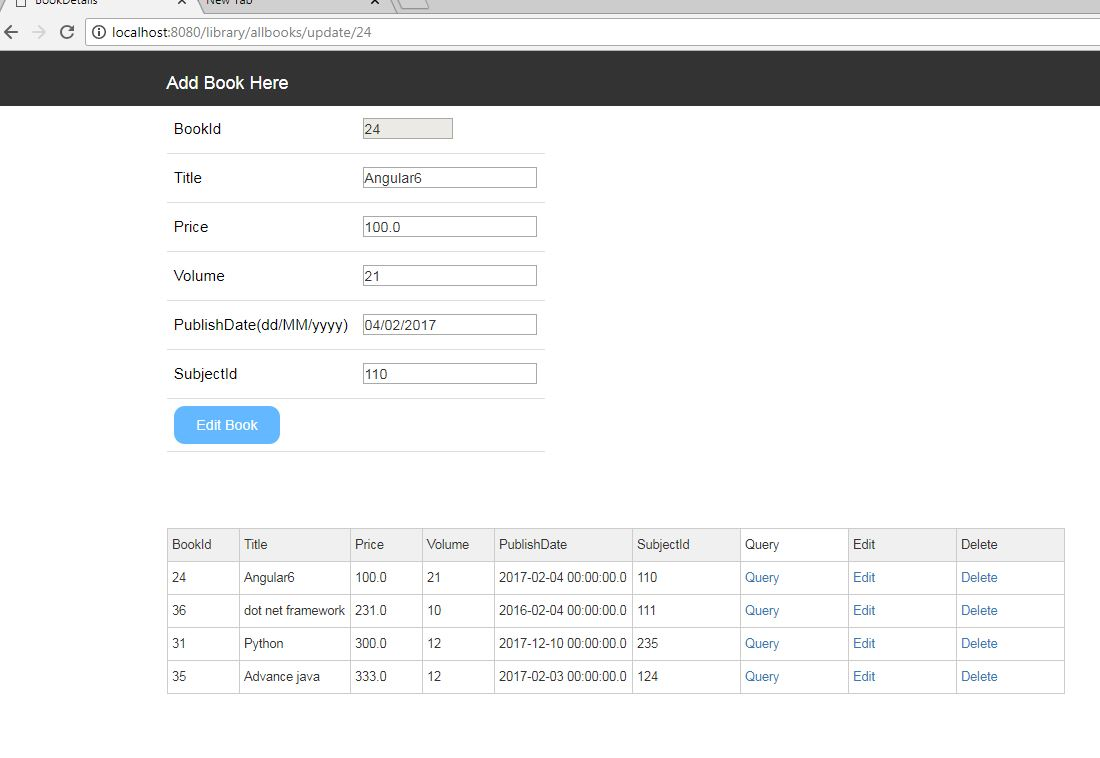 BookDetails New Tab
localhost:8080/library/allbooks/update/24
Add Book Here
BookId 24
Title Angular6
Price 100.0
Volume 21
PublishDate(dd/MM/yyyy) 04/02/2017
SubjectId 110
Edit Book
BookId Title Price Volume PublishDate SubjectId Query Edit Delete
24 Angular6 100.0 21 2017-02-04 00:00:00.0 110 Query Edit Delete
36 dot net framework 231.0 10 2016-02-04 00:00:00.0 111 Query Edit Delete
31 Python 300.0 12 2017-12-10 00:00:00.0 235 Query Edit Delete
35 Advance java 333.0 12 2017-02-03 00:00:00.0 124 Query Edit Delete